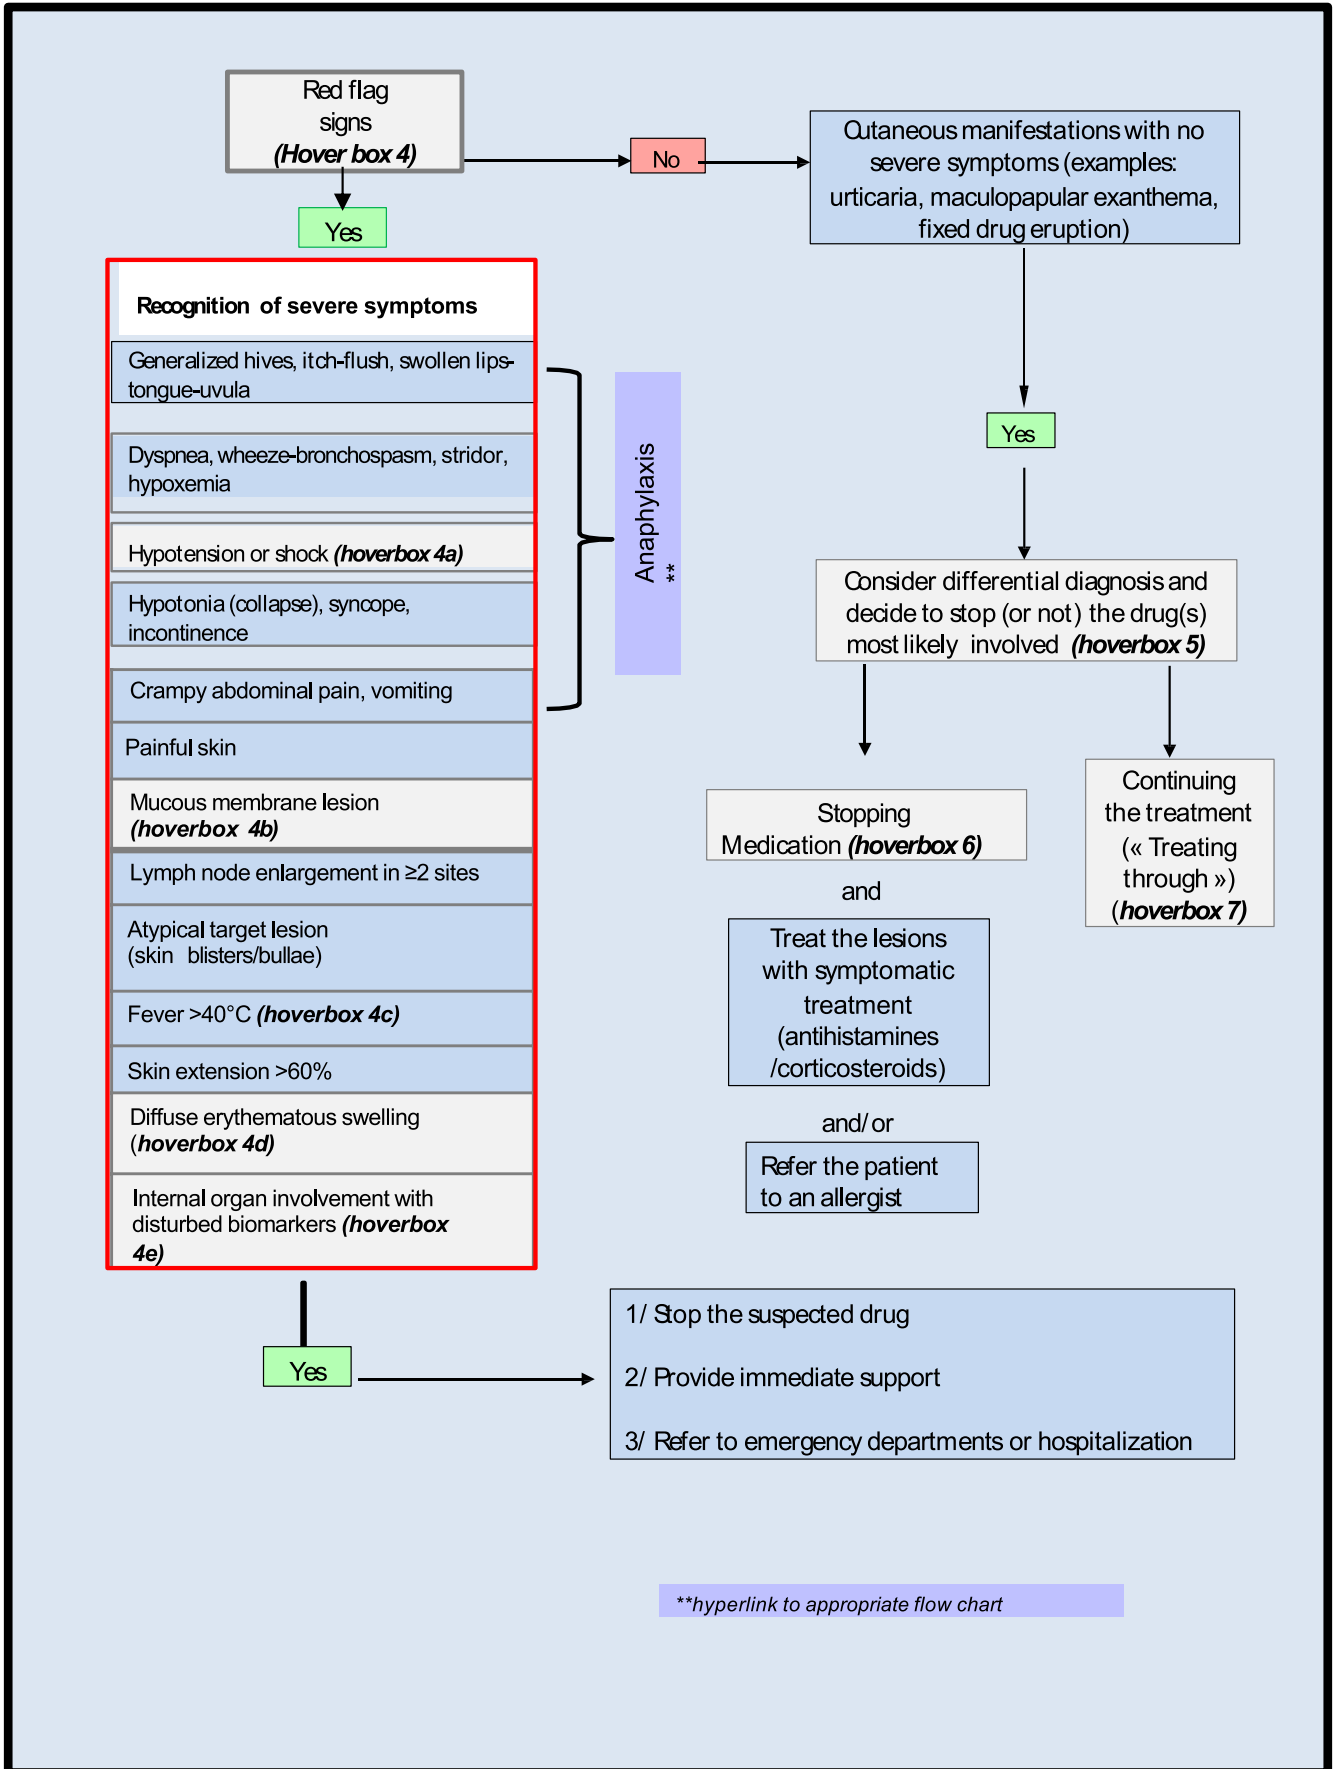 Red flag
signs
(Hover box 4)
No
Cutaneous manifestations with no
severe symptoms (examples:
urticaria, maculopapular exanthema,
fixed drug eruption)
Yes
Recognition of severe symptoms
Generalized hives, itch-flush, swollen lips-
tongue-uvula
Dyspnea, wheeze-bronchospasm, stridor,
hypoxemia
Hypotension or shock (hoverbox 4a)
Hypotonia (collapse), syncope,
incontinence
Crampy abdominal pain, vomiting
Painful skin
Mucous membrane lesion
(hoverbox 4b)
Lymph node enlargement in ≥2 sites
Atypical target lesion
(skin blisters/bullae)
Fever >40°C (hoverbox 4c)
Skin extension >60%
Diffuse erythematous swelling
(hoverbox 4d)
Internal organ involvement with
disturbed biomarkers (hoverbox
4e)
Anaphylaxis
**
Yes
Consider differential diagnosis and
decide to stop (or not) the drug(s)
most likely involved (hoverbox 5)
Stopping
Medication (hoverbox 6)
and
Treat the lesions
with symptomatic
treatment
(antihistamines
/corticosteroids)
and/or
Refer the patient
to an allergist
Continuing
the treatment
(« Treating
through »)
(hoverbox 7)
Yes
1/ Stop the suspected drug
2/ Provide immediate support
3/ Refer to emergency departments or hospitalization
**hyperlink to appropriate flow chart